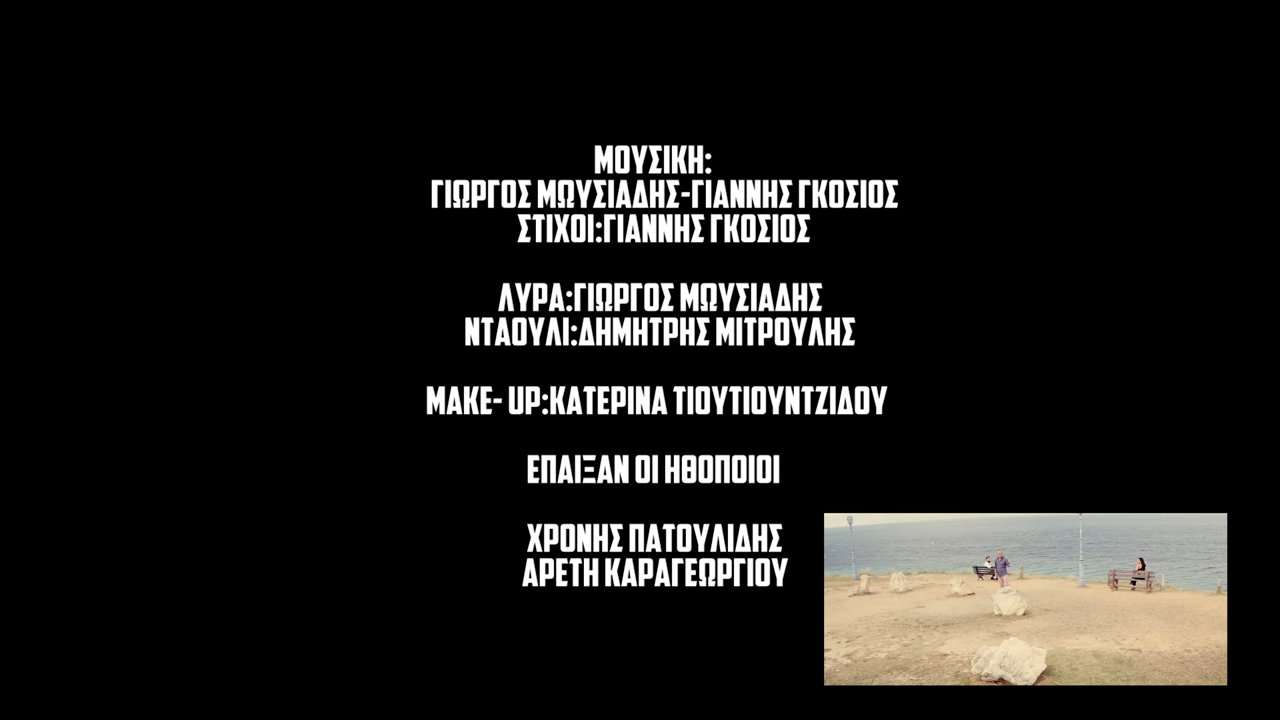 ΜΟΥΣΙΚΗ:
ΓΙΩΡΓΟΣ ΜΩΥΣΙΑΔΗΣ-ΓΙΑΝΝΗΣ ΓΚΟΣΙΟΣ
ΣΤΙΧΟΙ:ΓΙΑΝΝΗΣ ΓΚΟΣΙΟΣ
ΛΥΡΑ:ΓΙΩΡΓΟΣ ΜΩΥΣΙΑΔΗΣ
ΝΤΑΟΥΛΙ:ΔΗΜΗΤΡΗΣ ΜΙΤΡΟΥΛΗΣ
MAKE- UP:ΚΑΤΕΡΙΝΑ ΤΙΟΥΤΙΟΥΝΤΖΙΔΟΥ
ΕΠΑΙΞΑΝ ΟΙ ΗΘΟΠΟΙΟΙ
ΧΡΟΝΗΣ ΠΑΤΟΥΛΙΔΗΣ
ΑΡΕΤΗ ΚΑΡΑΓΕΩΡΓΙΟΥ